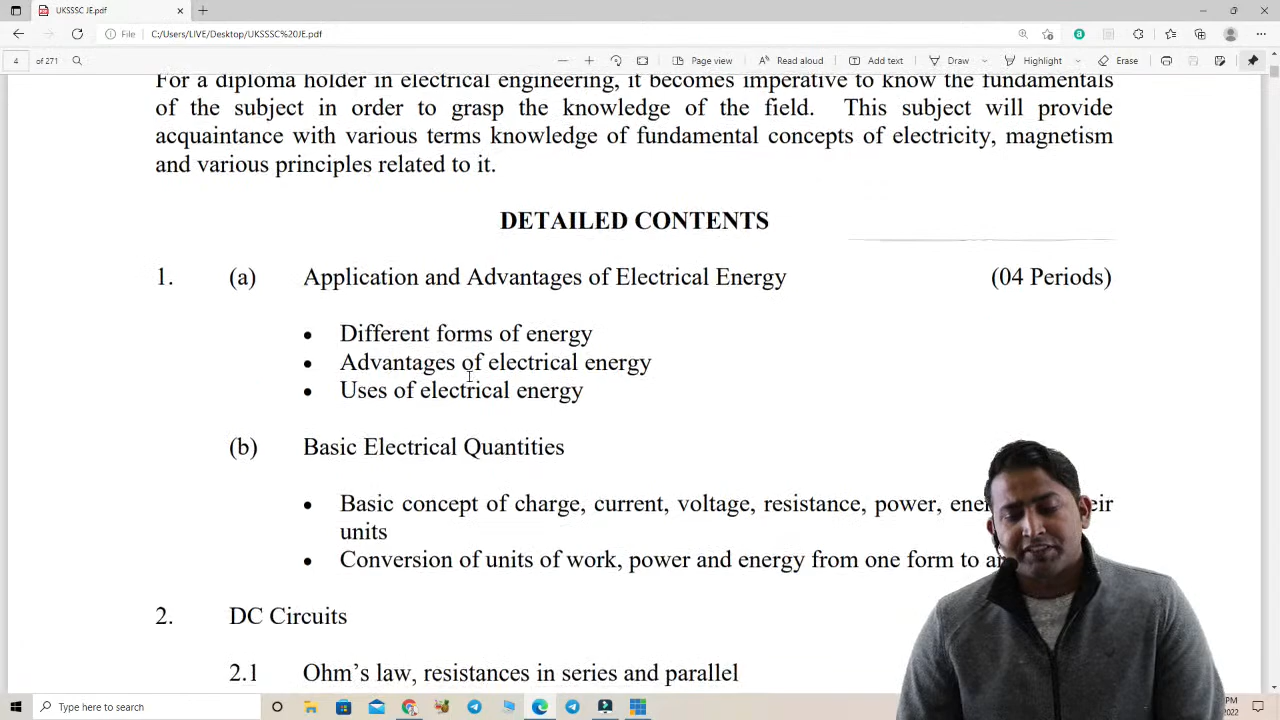 UKSSSC JE.pdf
File C:/Users/LIVE/Desktop/UKSSSC%20JE.pdf
4 of 271 Page view Read aloud Add text Draw Highlight Erase
For a diploma holder in electrical engineering, it becomes imperative to know the fundamentals
of the subject in order to grasp the knowledge of the field. This subject will provide
acquaintance with various terms knowledge of fundamental concepts of electricity, magnetism
and various principles related to it.
DETAILED CONTENTS
1. (a) Application and Advantages of Electrical Energy (04 Periods)
• Different forms of energy
• Advantages of electrical energy
• Uses of electrical energy
(b) Basic Electrical Quantities
• Basic concept of charge, current, voltage, resistance, power,
units
• Conversion of units of work, power and energy from one form to
2. DC Circuits
2.1 Ohm's law, resistances in series and parallel
Type here to search